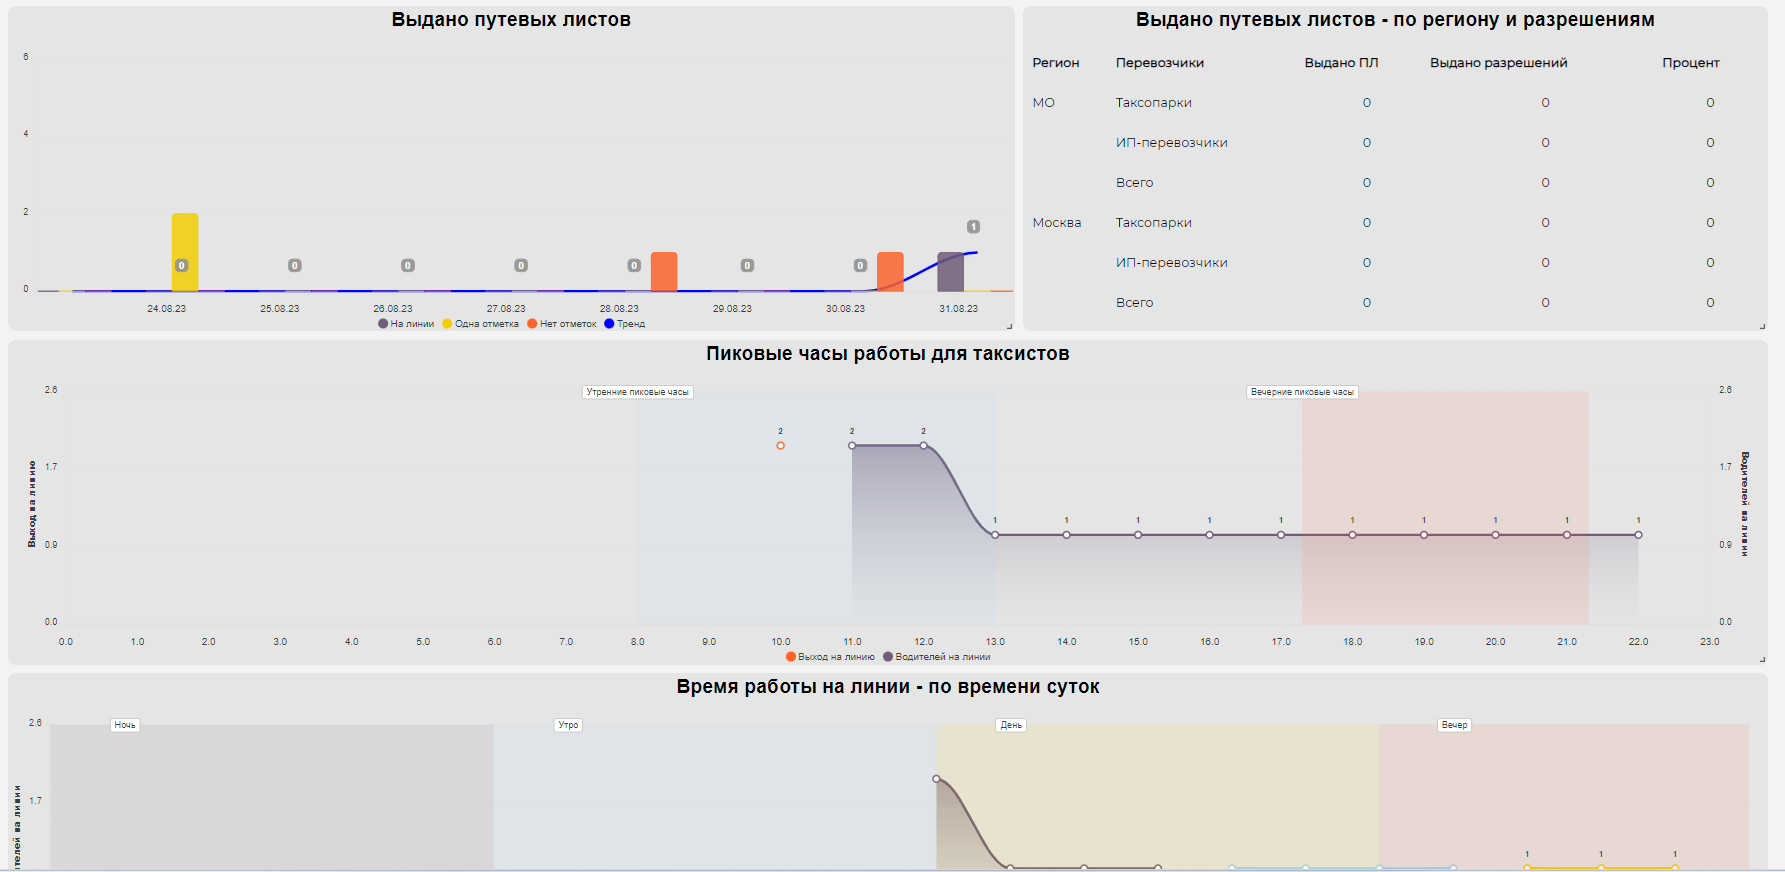 Выдано путевых листов
6
4
2
0
0
0
0
0
0
0
0
1
24.08.23 25.08.23 26.08.23 27.08.23 28.08.23 29.08.23 30.08.23 31.08.23
На линии Одна отметка Нет отметок Тренд
Выдано путевых листов - по региону и разрешениям
Регион Перевозчики Выдано ПЛ Выдано разрешений Процент
МО Таксопарки 0 0 0
ИП-перевозчики 0 0 0
Всего 0 0 0
Москва Таксопарки 0 0 0
ИП-перевозчики 0 0 0
Всего 0 0 0
Пиковые часы работы для таксистов
2.6 Утренние пиковые часы Вечерние пиковые часы 2.6
2 2 2
1.7 1.7
Выход на линию
Водителей на линии
1 1 1 1 1 1 1 1 1 1
0.9 0.9
0.0 0.0
0.0 1.0 2.0 3.0 4.0 5.0 6.0 7.0 8.0 9.0 10.0 11.0 12.0 13.0 14.0 15.0 16.0 17.0 18.0 19.0 20.0 21.0 22.0 23.0
Выход на линию Водителей на линии
Время работы на линии - по времени суток
2.6 Ночь Утро День Вечер
1.7
телей на линии
1 1 1